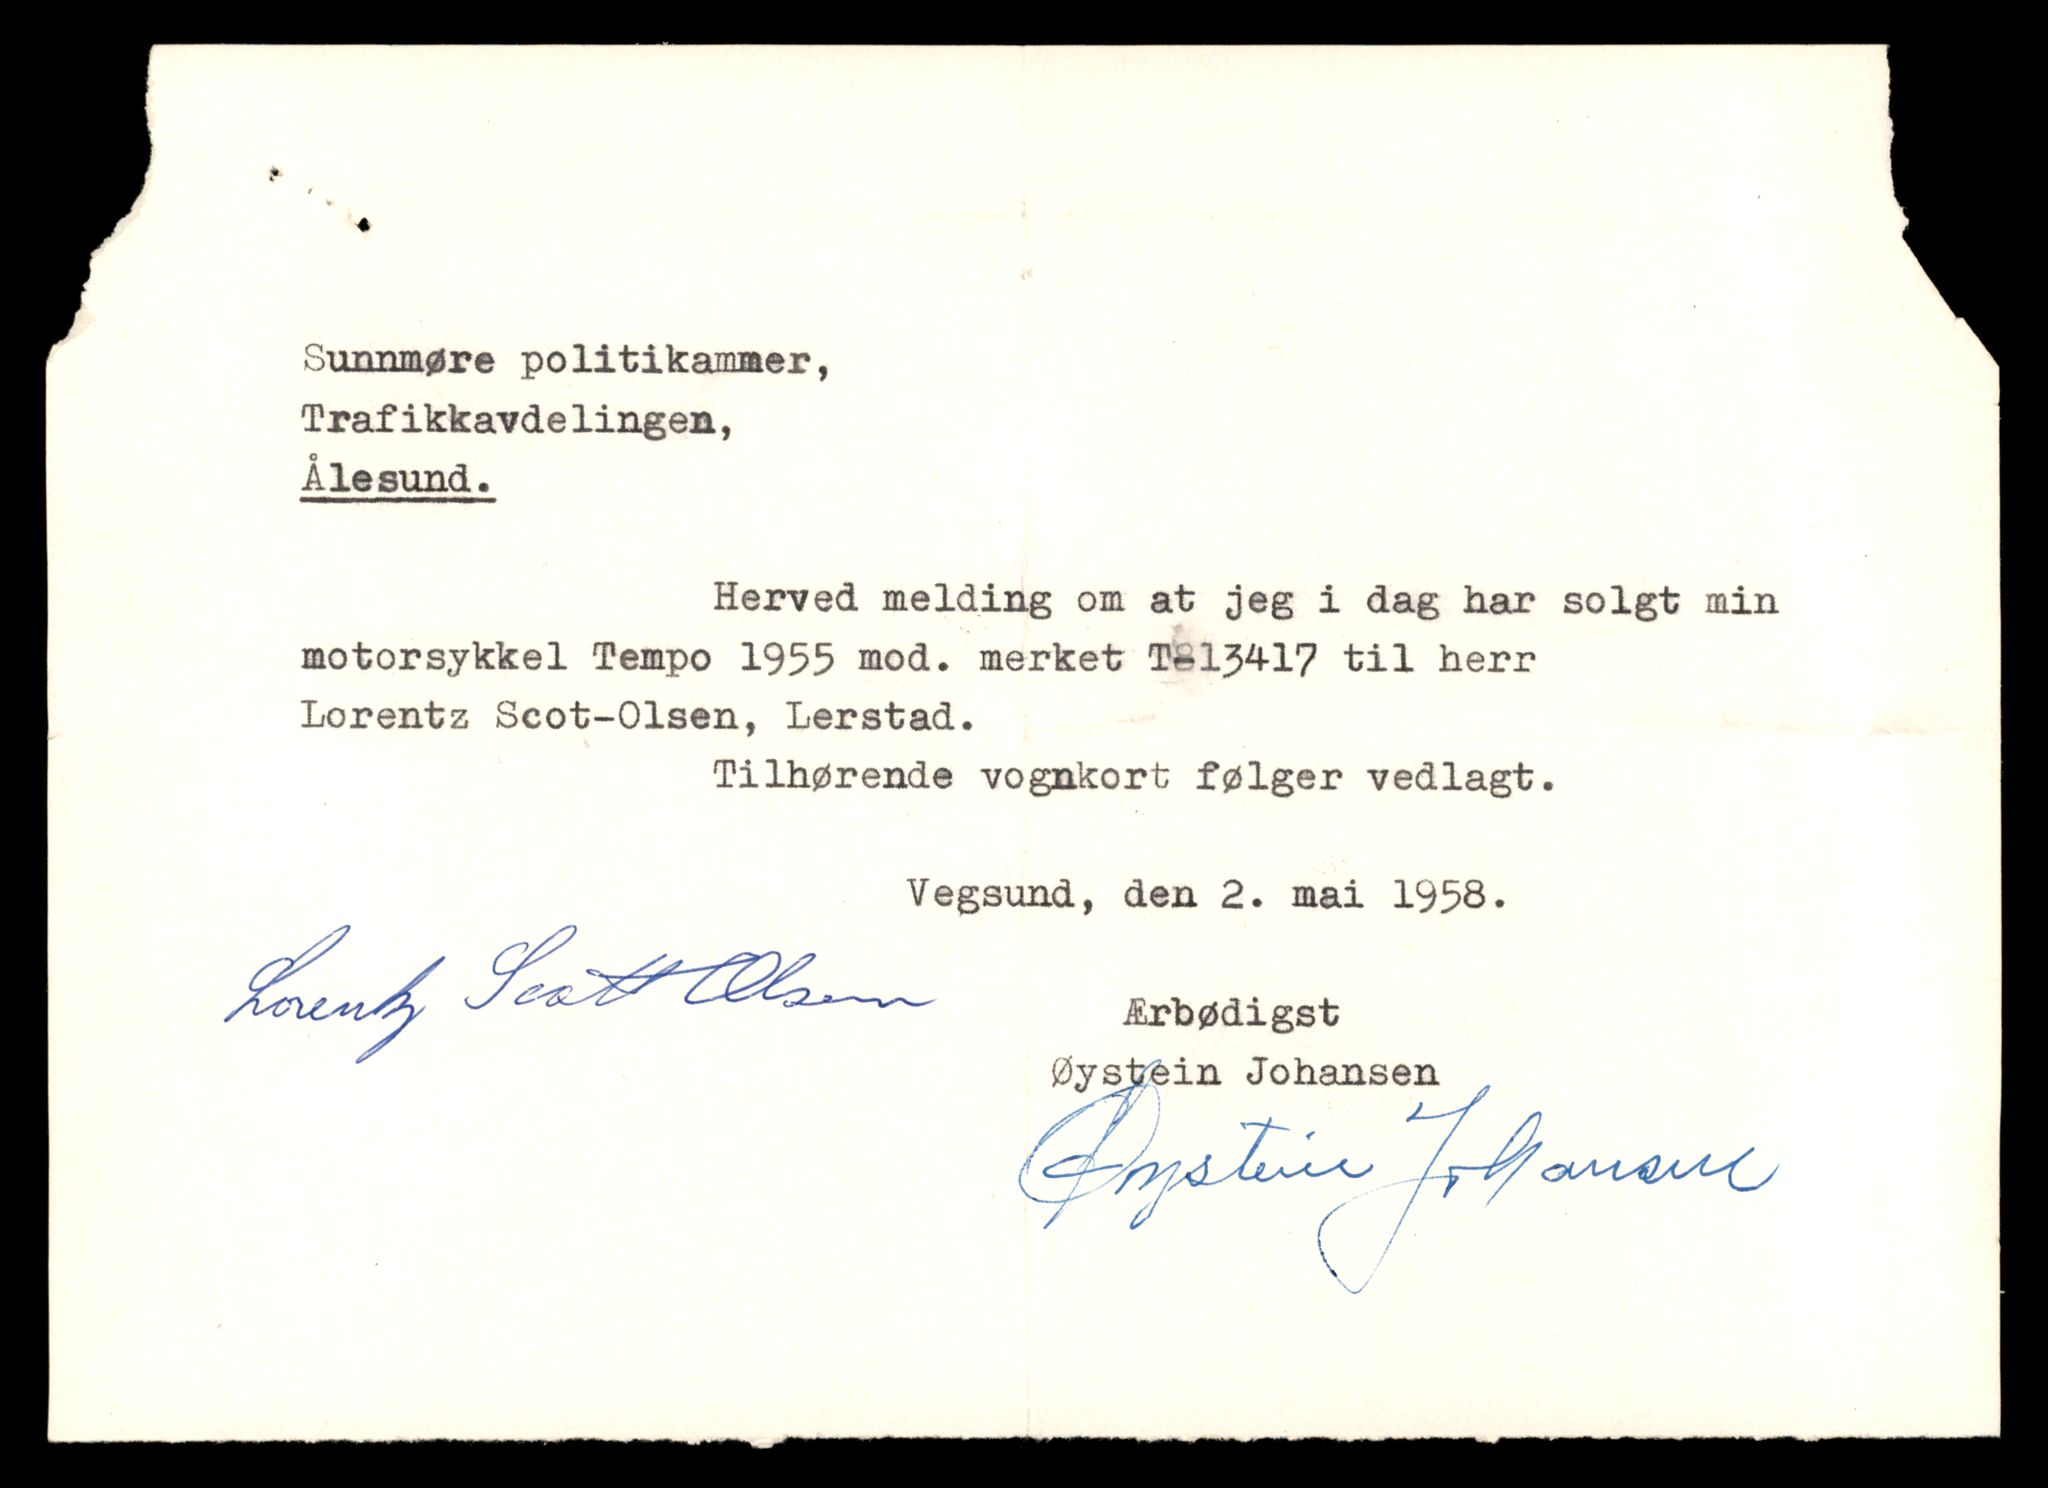 Sunnmøre politikammer,
Trafikkavdelingen,
Ålesund.
Herved melding om at jeg i dag har solgt min
motorsykkel Tempo 1955 mod. merket T-13417 til herr
Lorentz Scot-Olsen, Lerstad.
Tilhørende vognkort følger vedlagt.
Vegsund, den 2. mai 1958.
Lorentz Scott Olsen
Ærbødigst
Øystein Johansen
Øystein Johansen